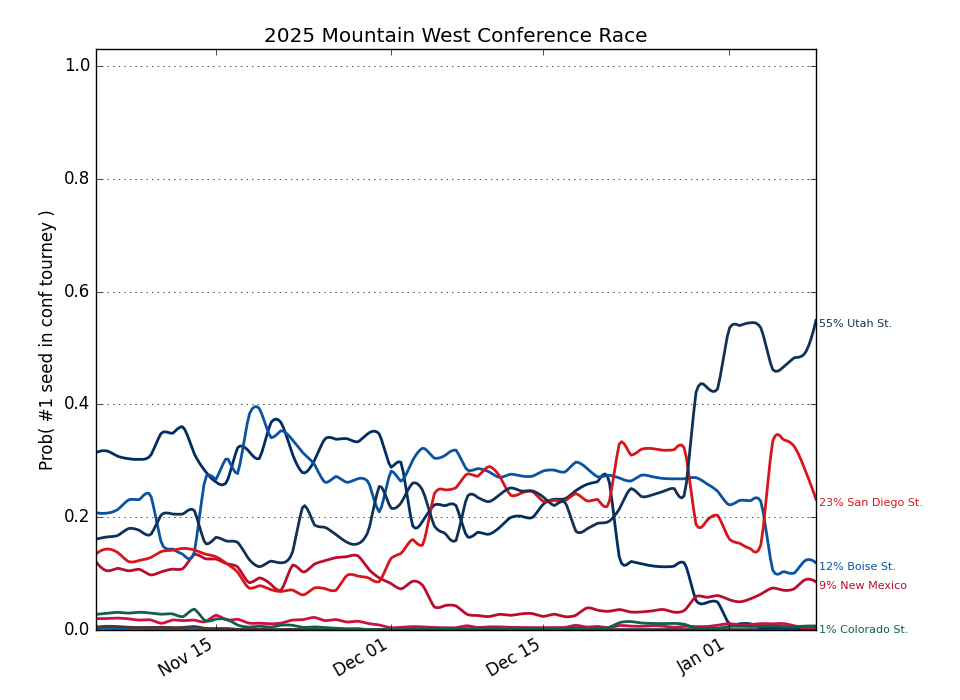 2025 Mountain West Conference Race
Prob( #1 seed in conf tourney )
1.0
0.8
0.6
0.4
0.2
0.0
Nov 15
Dec 01
Dec 15
Jan 01
55% Utah St.
23% San Diego St.
12% Boise St.
9% New Mexico
1% Colorado St.